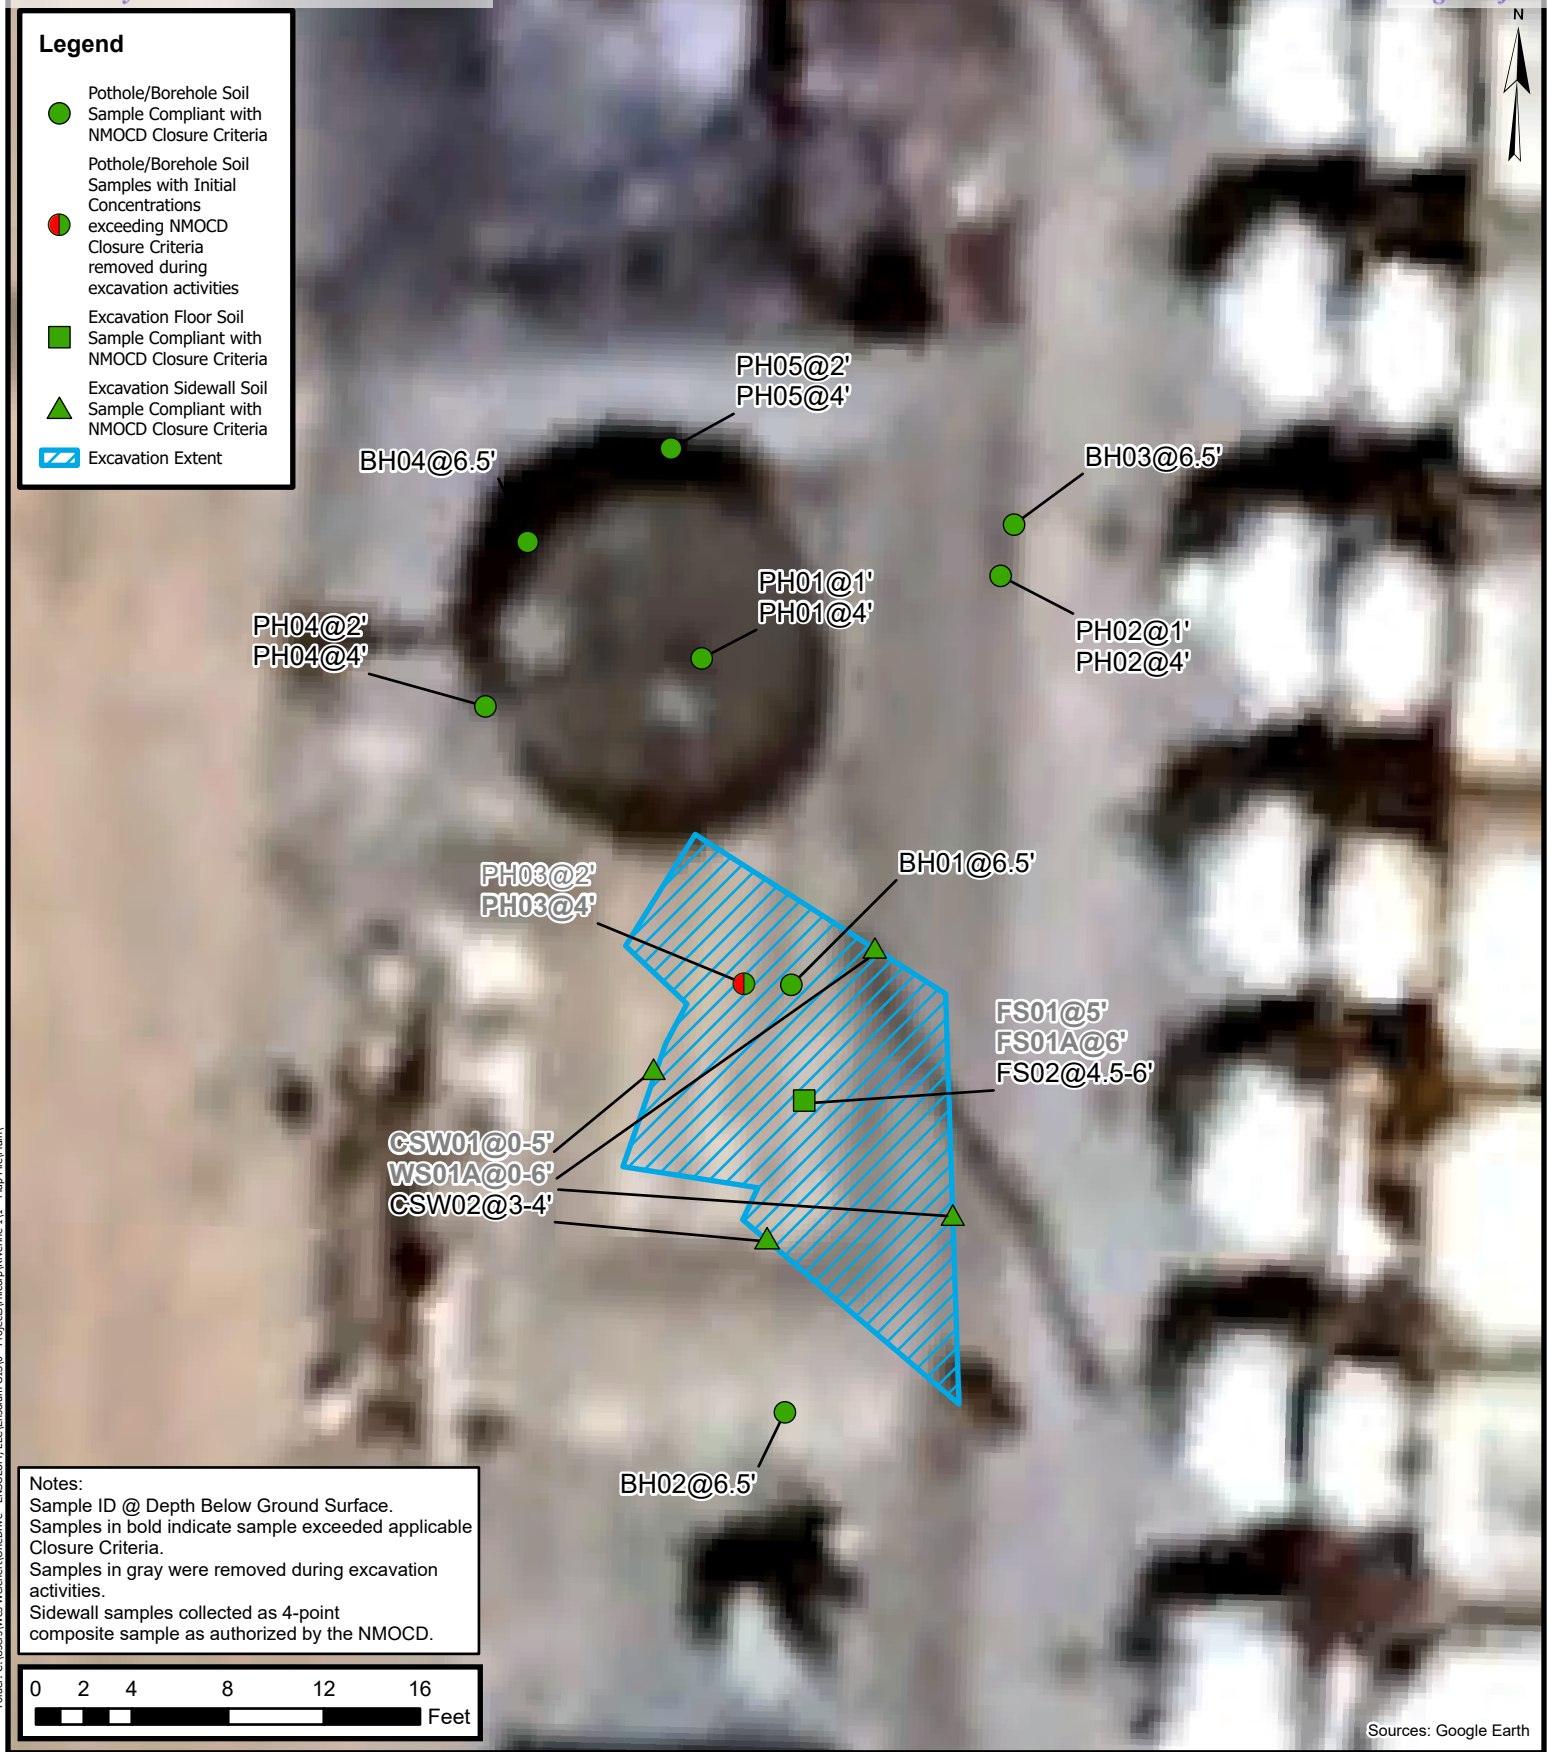 N
Legend
Pothole/Borehole Soil
Sample Compliant with
NMOCD Closure Criteria
Pothole/Borehole Soil
Samples with Initial
Concentrations
exceeding NMOCD
Closure Criteria
removed during
excavation activities
Excavation Floor Soil
Sample Compliant with
NMOCD Closure Criteria
Excavation Sidewall Soil
Sample Compliant with
NMOCD Closure Criteria
Excavation Extent
PH05@2'
PH05@4'
BH04@6.5'
BH03@6.5'
PH01@1'
PH01@4'
PH04@2'
PH04@4'
PH02@1'
PH02@4'
BH01@6.5'
PH03@2'
PH03@4'
FS01@5'
FS01A@6'
FS02@4.5-6'
CSW01@0-5'
WS01A@0-6'
CSW02@3-4'
BH02@6.5'
Notes:
Sample ID @ Depth Below Ground Surface.
Samples in bold indicate sample exceeded applicable
Closure Criteria.
Samples in gray were removed during excavation
activities.
Sidewall samples collected as 4-point
composite sample as authorized by the NMOCD.
0 2 4 8 12 16
Feet
Sources: Google Earth